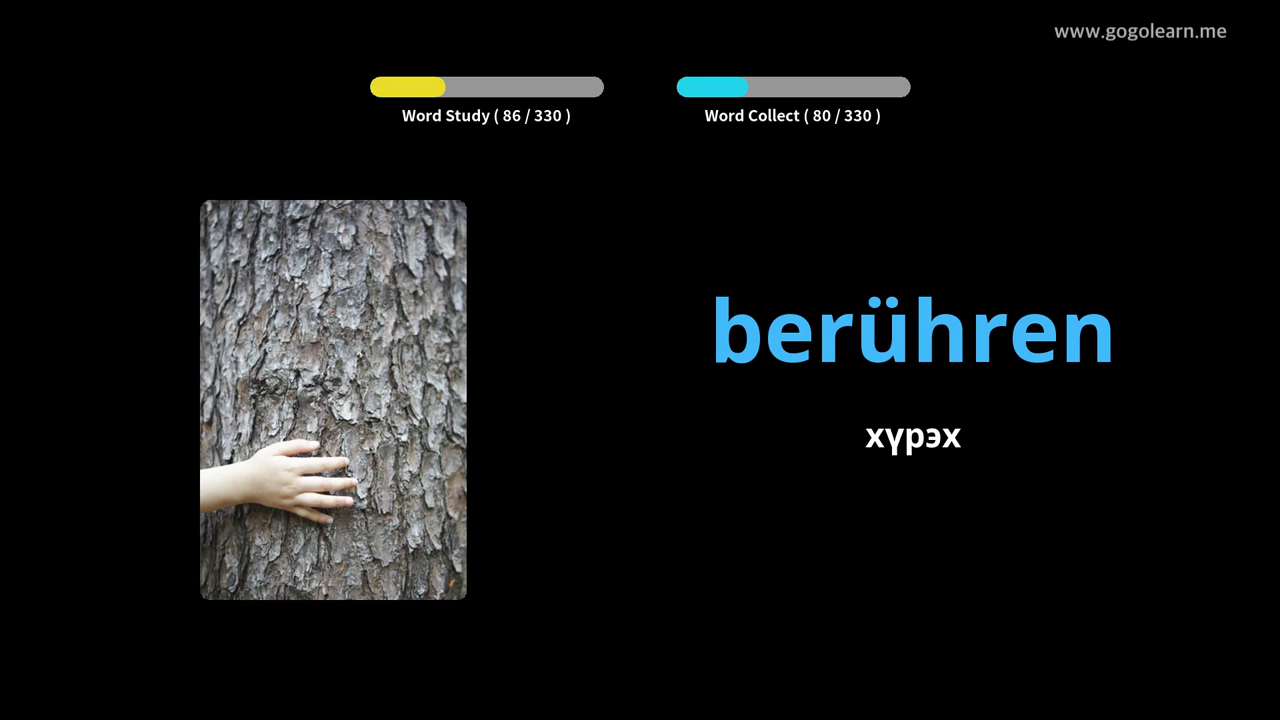 www.gogolearn.me
Word Study ( 86 / 330 )
Word Collect ( 80 / 330 )
berühren
хүрэх